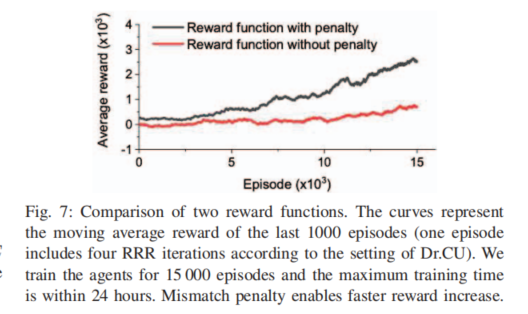 Average reward (x10³)
4
3
2
1
0
-1
Reward function with penalty
Reward function without penalty
0
5
10
15
Episode (x10³)
Fig. 7: Comparison of two reward functions. The curves represent
the moving average reward of the last 1000 episodes (one episode
includes four RRR iterations according to the setting of Dr.CU). We
train the agents for 15 000 episodes and the maximum training time
is within 24 hours. Mismatch penalty enables faster reward increase.